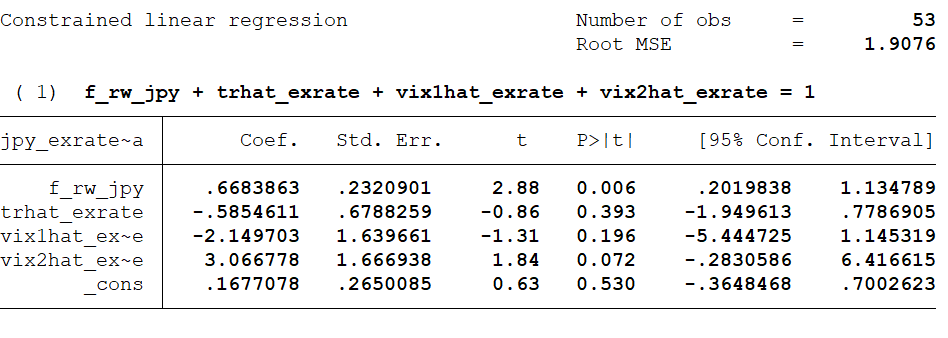 Constrained linear regression Number of obs = 53
Root MSE = 1.9076
( 1) f_rw_jpy + trhat_exrate + vix1hat_exrate + vix2hat_exrate = 1
jpy_exrate~a Coef. Std. Err. t P>|t| [95% Conf. Interval]
f_rw_jpy .6683863 .2320901 2.88 0.006 .2019838 1.134789
trhat_exrate -.5854611 .6788259 -0.86 0.393 -1.949613 .7786905
vix1hat_ex~e -2.149703 1.639661 -1.31 0.196 -5.444725 1.145319
vix2hat_ex~e 3.066778 1.666938 1.84 0.072 -.2830586 6.416615
_cons .1677078 .2650085 0.63 0.530 -.3648468 .7002623